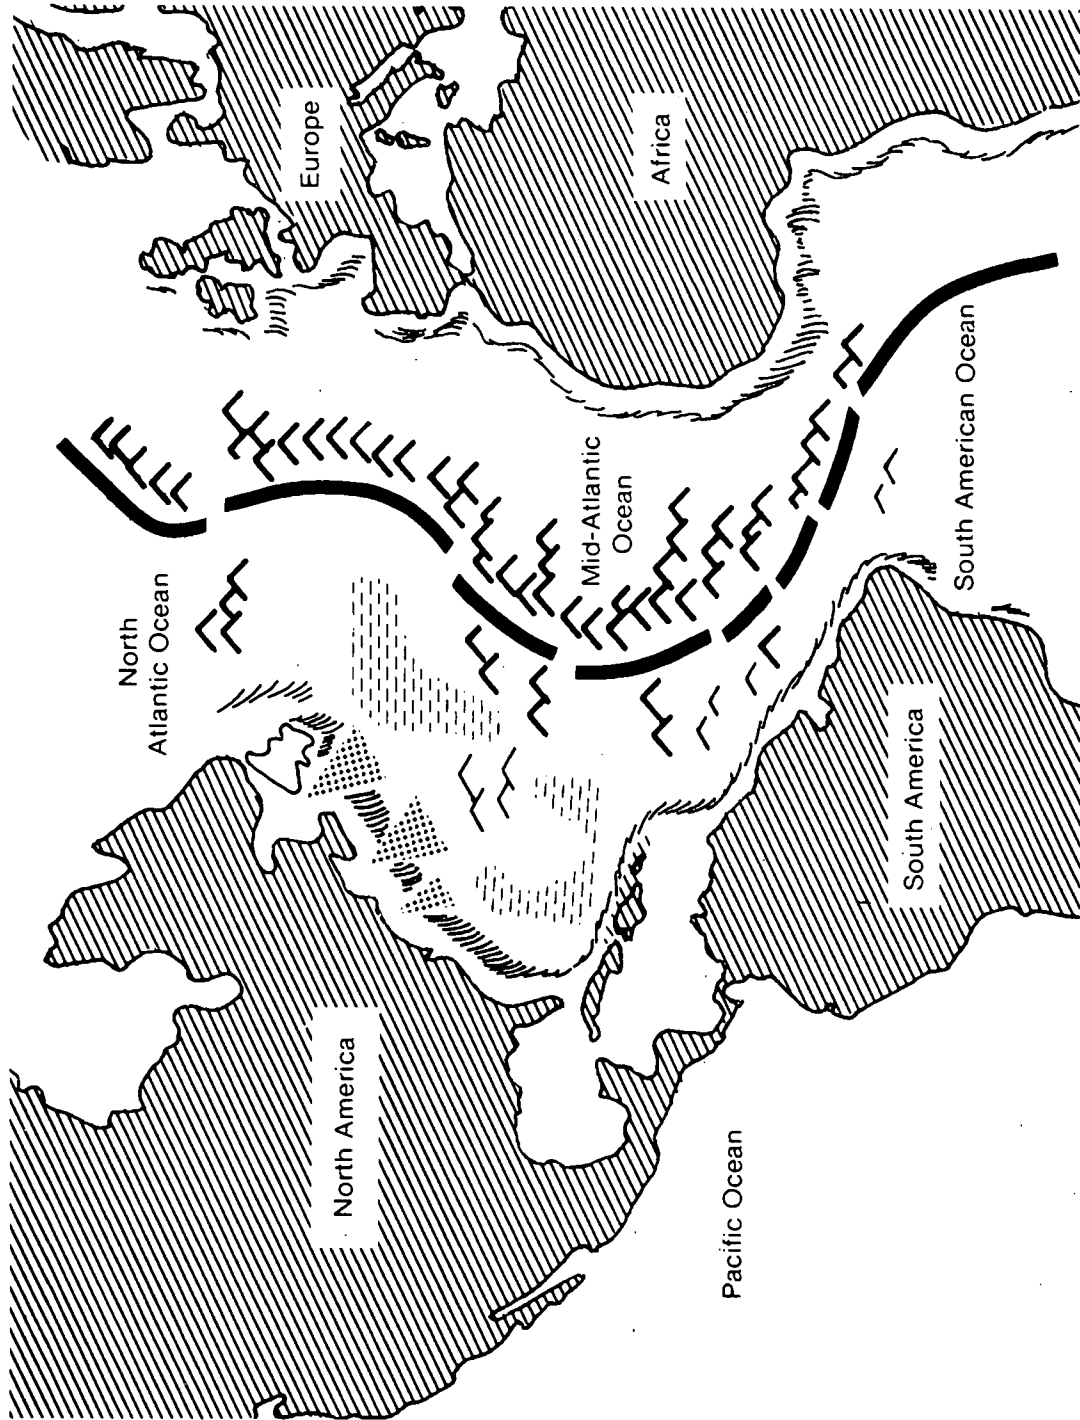 North
Atlantic Ocean
Europe
North America
Mid-Atlantic
Ocean
Africa
Pacific Ocean
South America
South American Ocean